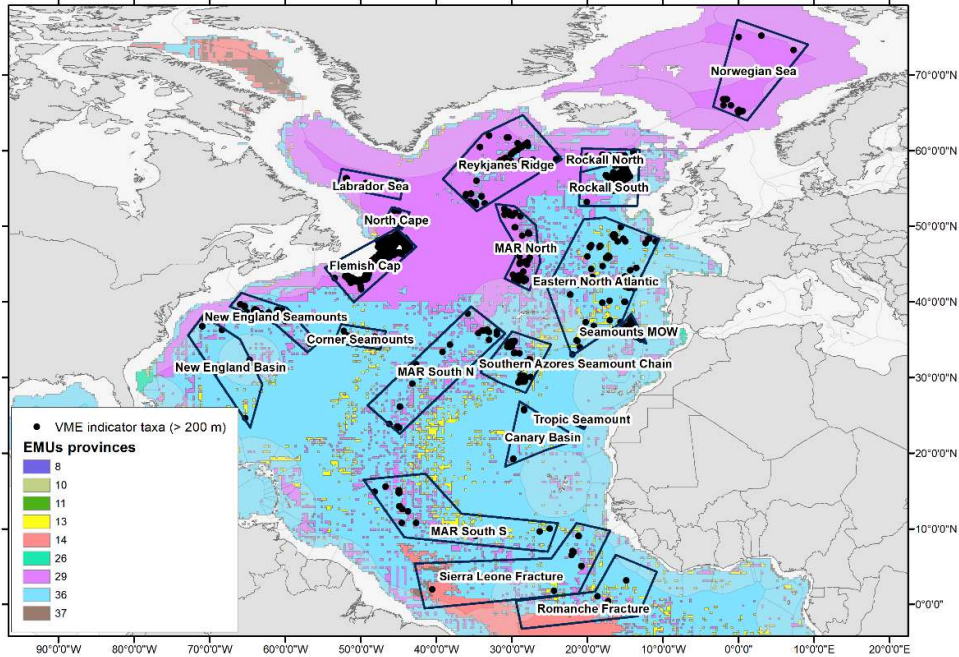 Norwegian Sea
70°0'0"N
60°0'0"N
Reykjanes Ridge
Rockall North
Rockall South
Labrador Sea
North Cape
50°0'0"N
MAR North
Flemish Cap
Eastern North Atlantic
40°0'0"N
New England Seamounts
Seamounts MOW
Corner Seamounts
New England Basin
Southern Azores Seamount Chain
MAR South N
30°0'0"N
Tropic Seamount
Canary Basin
20°0'0"N
MAR South S
10°0'0"N
Sierra Leone Fracture
Romanche Fracture
0°0'0"
VME indicator taxa (> 200 m)
EMUs provinces
8
10
11
13
14
26
29
36
37
90°0'0"W 80°0'0"W 70°0'0"W 60°0'0"W 50°0'0"W 40°0'0"W 30°0'0"W 20°0'0"W 10°0'0"W 0°0'0" 10°0'0"E 20°0'0"E